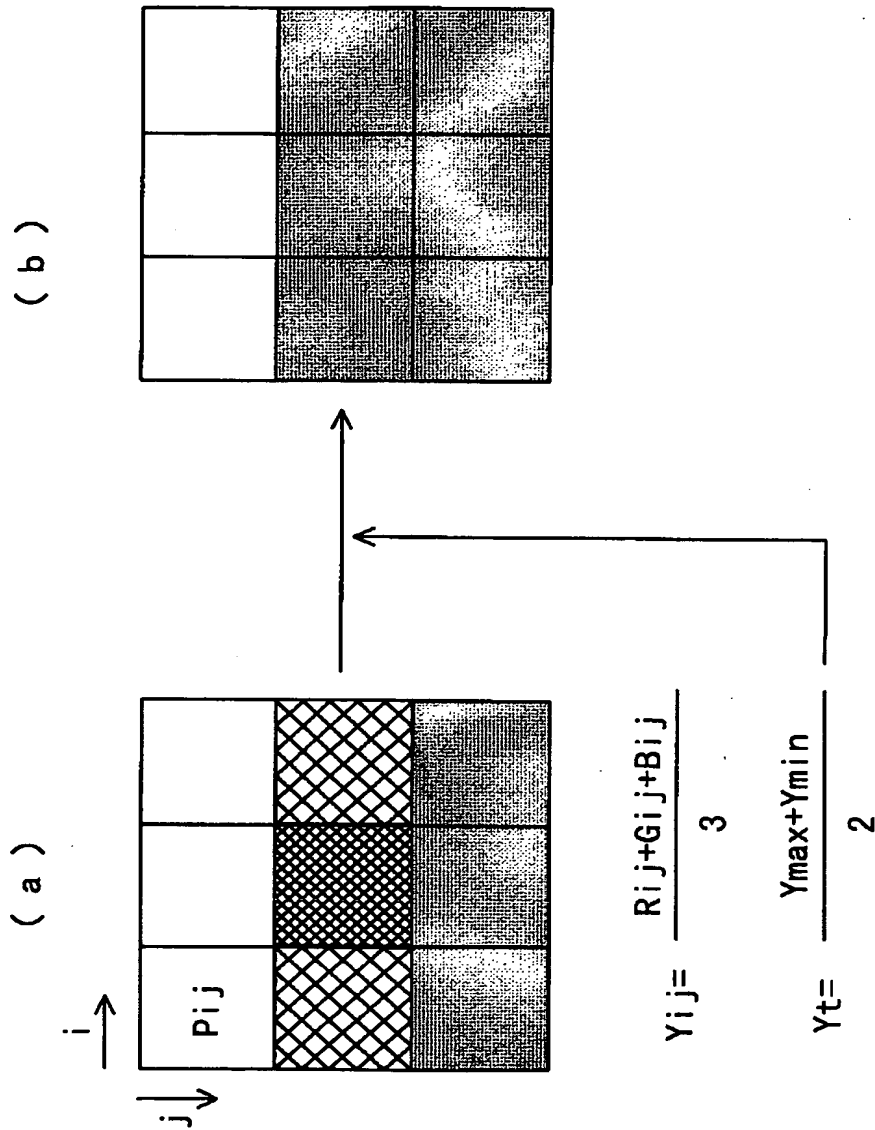 ( a )
( b )
i
j
Pij
Yij= Rij+Gij+Bij
3
Yt= Ymax+Ymin
2